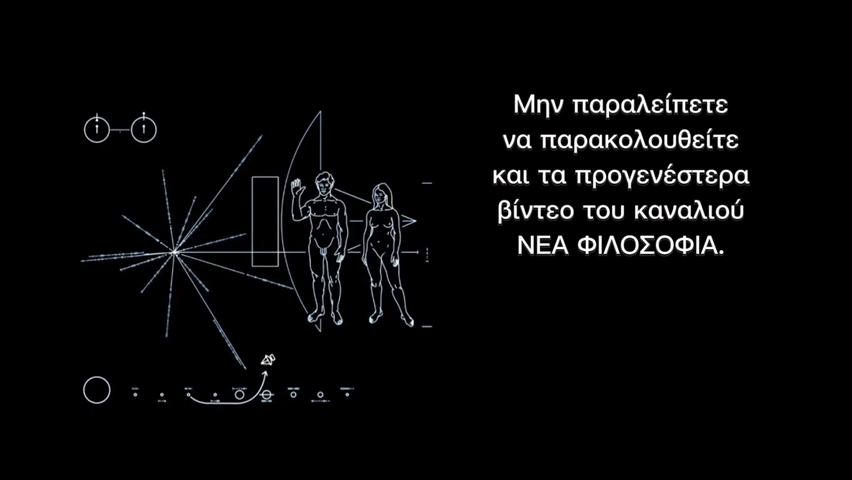 Μην παραλείπετε
να παρακολουθείτε
και τα προγενέστερα
βίντεο του καναλιού
ΝΕΑ ΦΙΛΟΣΟΦΙΑ.